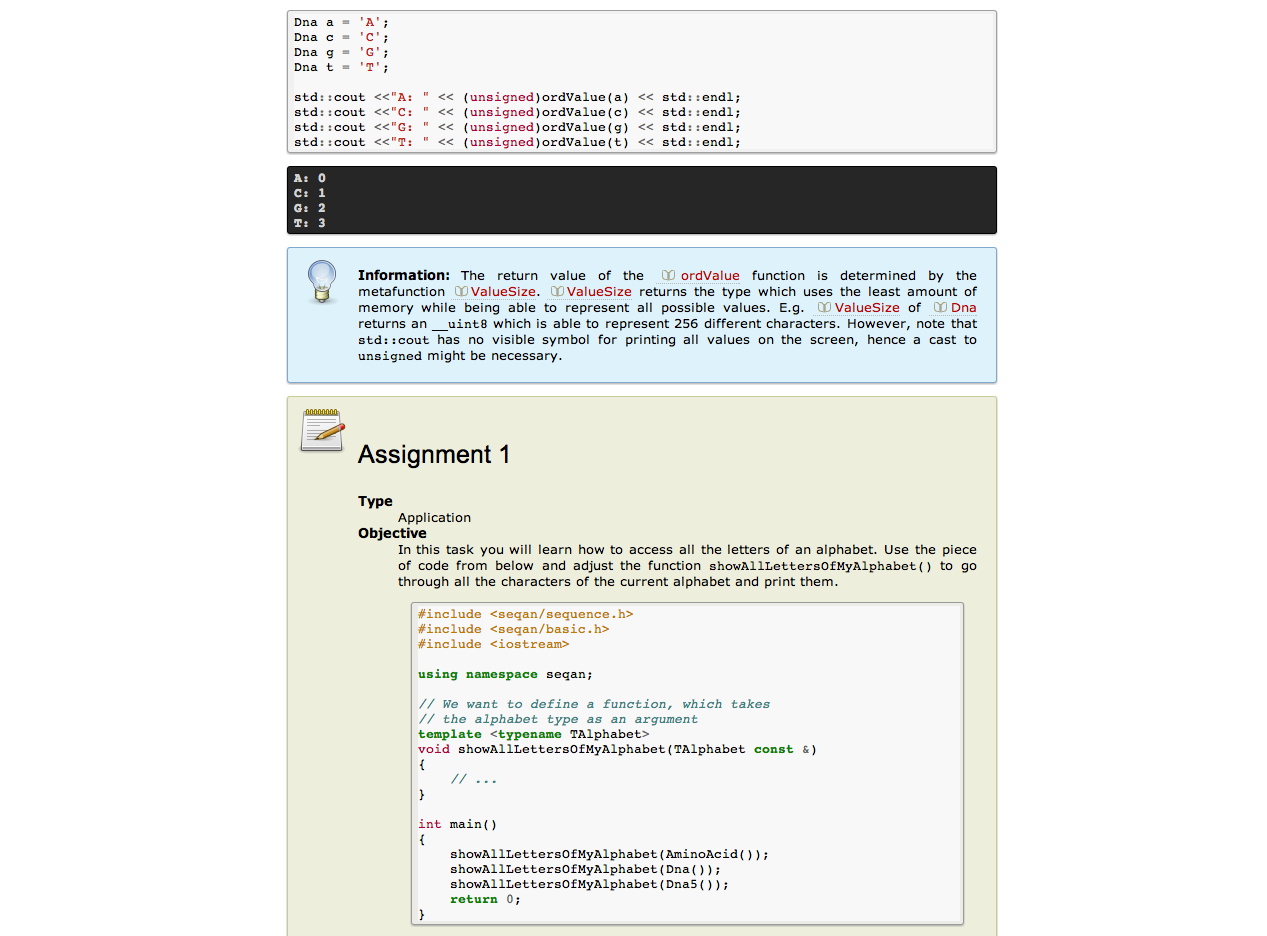 Dna a = 'A';
Dna c = 'C';
Dna g = 'G';
Dna t = 'T';
std::cout <<"A: " << (unsigned)ordValue(a) << std::endl;
std::cout <<"C: " << (unsigned)ordValue(c) << std::endl;
std::cout <<"G: " << (unsigned)ordValue(g) << std::endl;
std::cout <<"T: " << (unsigned)ordValue(t) << std::endl;
A: 0
C: 1
G: 2
T: 3
Information: The return value of the ordValue function is determined by the
metafunction ValueSize. ValueSize returns the type which uses the least amount of
memory while being able to represent all possible values. E.g. ValueSize of Dna
returns an __uint8 which is able to represent 256 different characters. However, note that
std::cout has no visible symbol for printing all values on the screen, hence a cast to
unsigned might be necessary.
Assignment 1
Type
Application
Objective
In this task you will learn how to access all the letters of an alphabet. Use the piece
of code from below and adjust the function showAllLettersOfMyAlphabet() to go
through all the characters of the current alphabet and print them.
#include <seqan/sequence.h>
#include <seqan/basic.h>
#include <iostream>
using namespace seqan;
// We want to define a function, which takes
// the alphabet type as an argument
template <typename TAlphabet>
void showAllLettersOfMyAlphabet(TAlphabet const &)
{
// ...
}
int main()
{
showAllLettersOfMyAlphabet(AminoAcid());
showAllLettersOfMyAlphabet(Dna());
showAllLettersOfMyAlphabet(Dna5());
return 0;
}